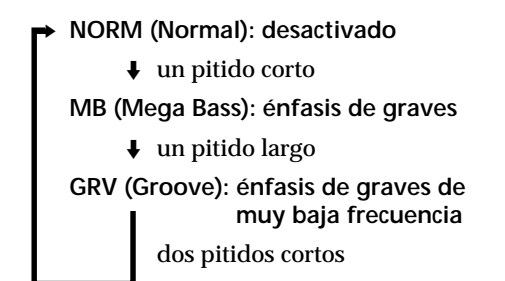 NORM (Normal): desactivado
un pitido corto
MB (Mega Bass): énfasis de graves
un pitido largo
GRV (Groove): énfasis de graves de
muy baja frecuencia
dos pitidos cortos